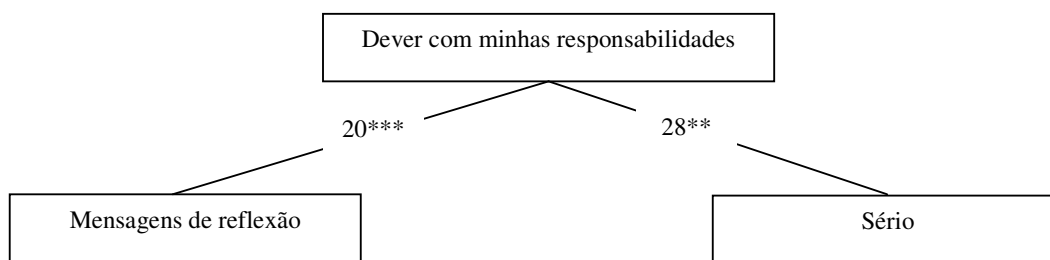 Dever com minhas responsabilidades
20***
28**
Mensagens de reflexão
Sério